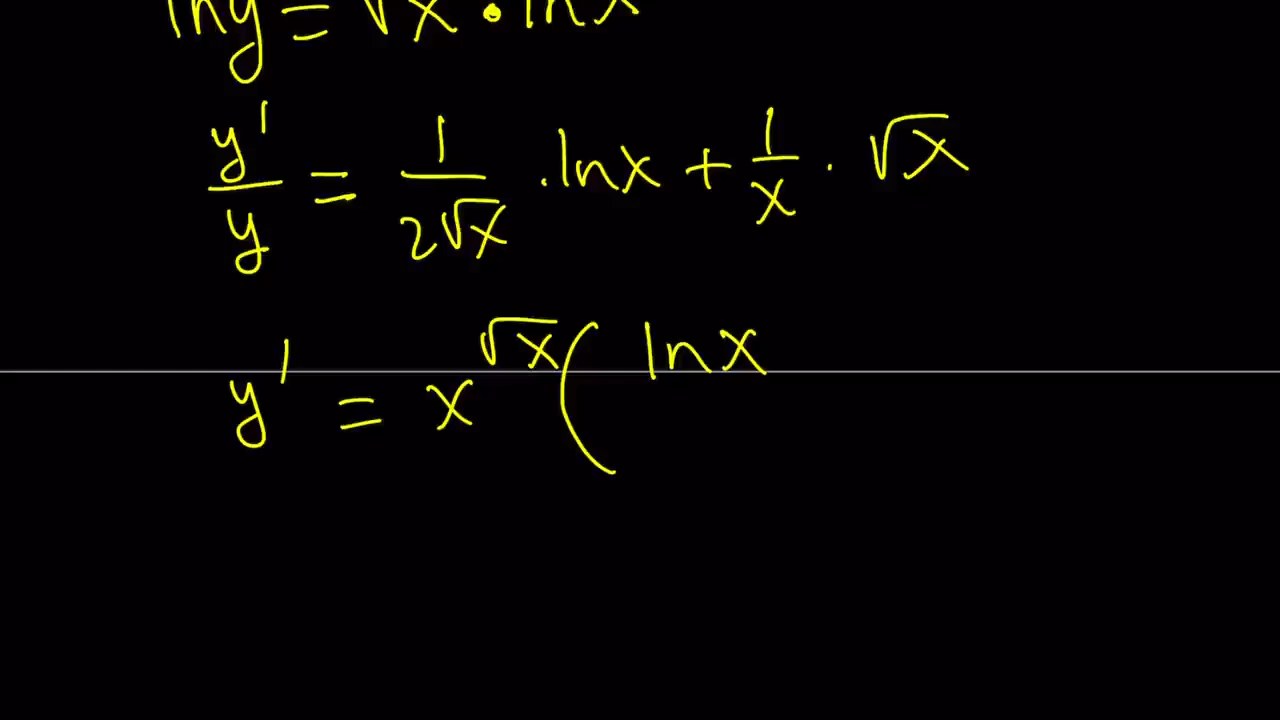 ln y = √x · ln x
y'/y = 1/(2√x) · ln x + 1/x · √x
y' = x^√x ( ln x